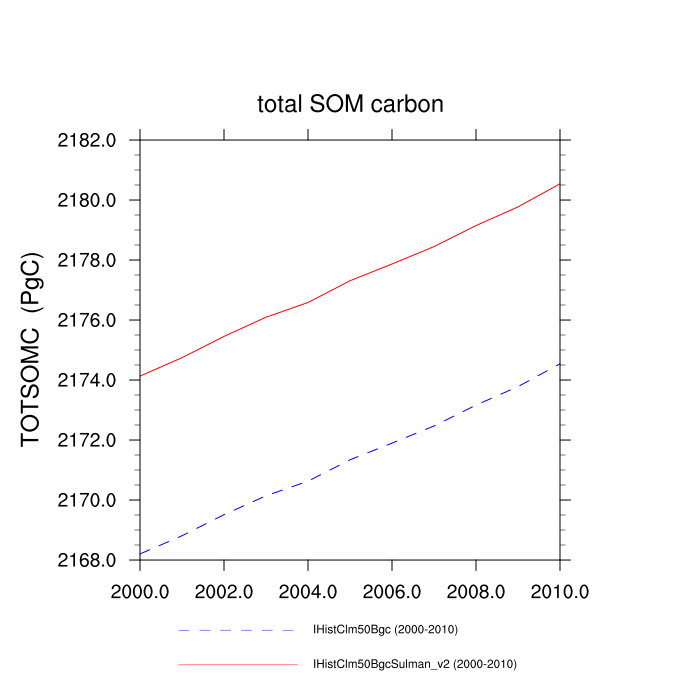 total SOM carbon
2182.0
2180.0
2178.0
2176.0
2174.0
2172.0
2170.0
2168.0
TOTSOMC (PgC)
2000.0 2002.0 2004.0 2006.0 2008.0 2010.0
IHistClm50Bgc (2000-2010)
IHistClm50BgcSulman_v2 (2000-2010)